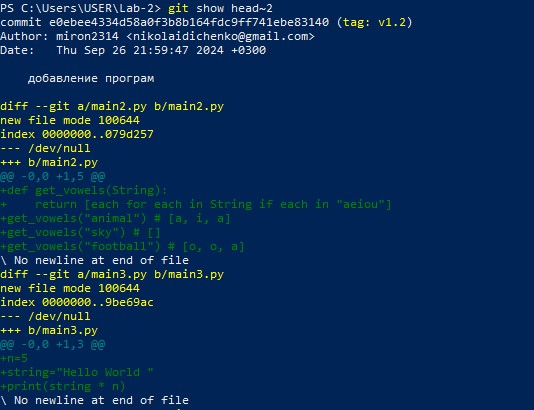 PS C:\Users\USER\Lab-2> git show head~2
commit e0ebee4334d58a0f3b8b164fdc9ff741ebe83140 (tag: v1.2)
Author: miron2314 <nikolaidichenko@gmail.com>
Date:   Thu Sep 26 21:59:47 2024 +0300
    добавление програм
diff --git a/main2.py b/main2.py
new file mode 100644
index 0000000..079d257
--- /dev/null
+++ b/main2.py
@@ -0,0 +1,5 @@
+def get_vowels(String):
+    return [each for each in String if each in "aeiou"]
+get_vowels("animal") # [a, i, a]
+get_vowels("sky") # []
+get_vowels("football") # [o, o, a]
\ No newline at end of file
diff --git a/main3.py b/main3.py
new file mode 100644
index 0000000..9be69ac
--- /dev/null
+++ b/main3.py
@@ -0,0 +1,3 @@
+n=5
+string="Hello World "
+print(string * n)
\ No newline at end of file